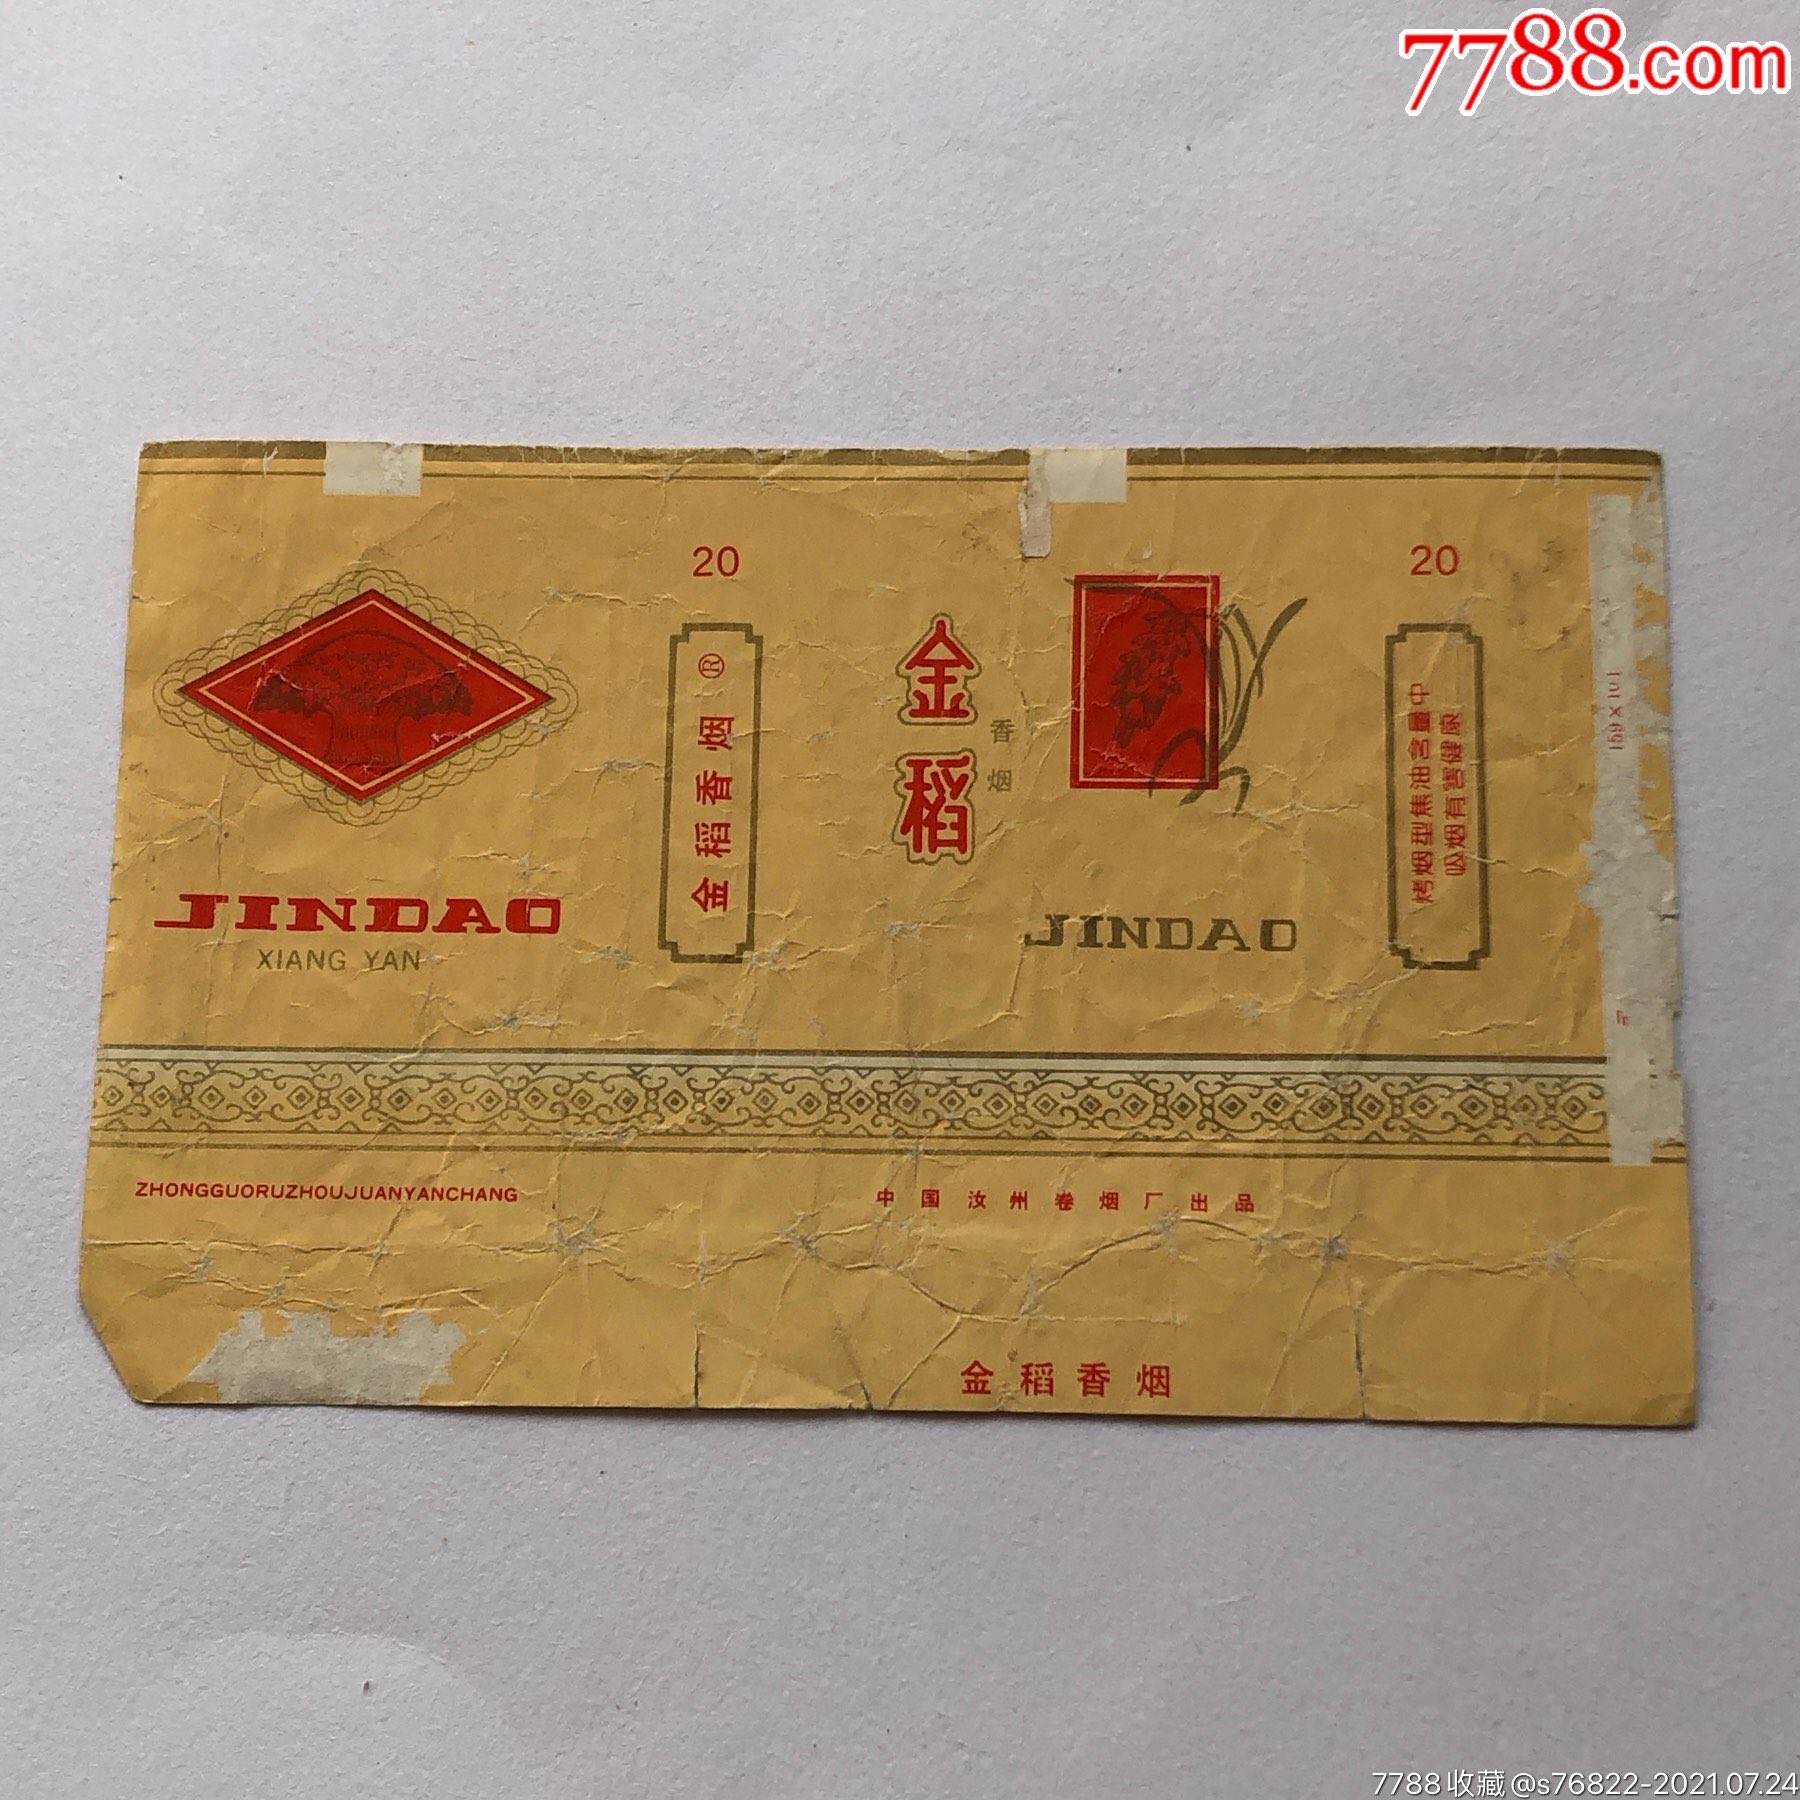 7788.com
20
20
金稻香烟®
金稻
香烟
烤烟型焦油含量中
吸烟有害健康
159×101
JINDAO
XIANG YAN
JINDAO
ZHONGGUORUZHOUJUANYANCHANG
中国汝州卷烟厂出品
金稻香烟
7788收藏@s76822-2021.07.24